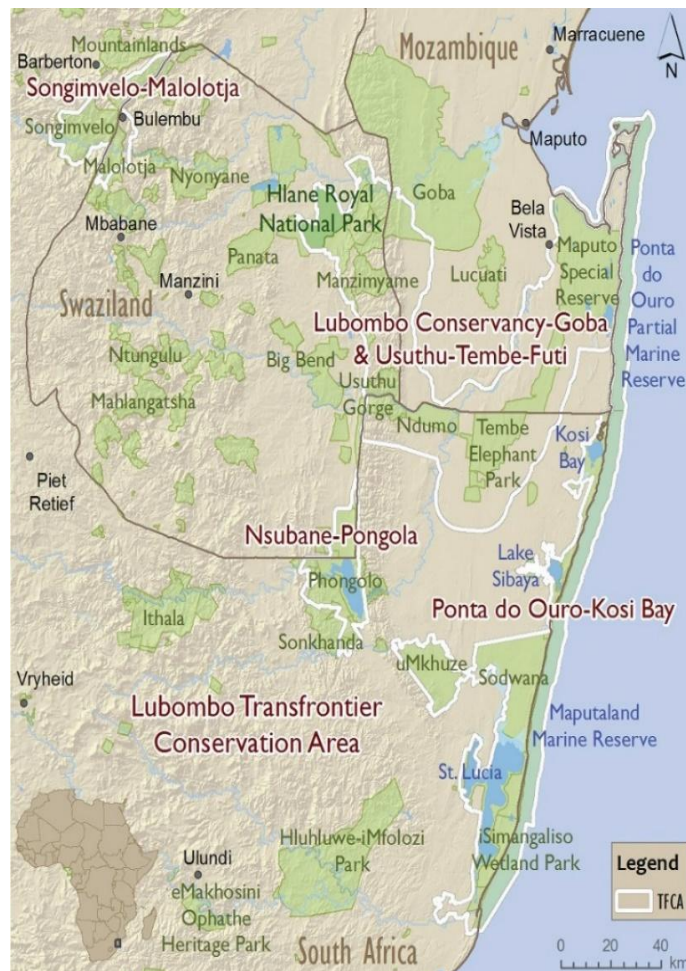 Mountainlands
Mozambique
Marracuene
Barberton
Songimvelo-Malolotja
N
Songimvelo
Bulembu
Maputo
Malolotja
Nyonyane
Hlane Royal
National Park
Goba
Mbabane
Bela
Vista
Maputo
Special
Reserve
Ponta
do
Ouro
Partial
Marine
Reserve
Panata
Manzini
Manzimyame
Lucuati
Swaziland
Lubombo Conservancy-Goba
& Usuthu-Tembe-Futi
Ntungulu
Big Bend
Mahlangatsha
Usuthu
Gorge
Ndumo
Tembe
Elephant
Park
Kosi
Bay
Piet
Retief
Nsubane-Pongola
Lake
Sibaya
Phongolo
Ithala
Ponta do Ouro-Kosi Bay
Sonkhanda
uMkhuze
Sodwana
Vryheid
Lubombo Transfrontier
Conservation Area
Maputaland
Marine Reserve
St. Lucia
Hluhluwe-iMfolozi
Park
iSimangaliso
Wetland Park
Ulundi
eMakhosini
Ophathe
Heritage Park
South Africa
Legend
TFCA
0 20 40
km